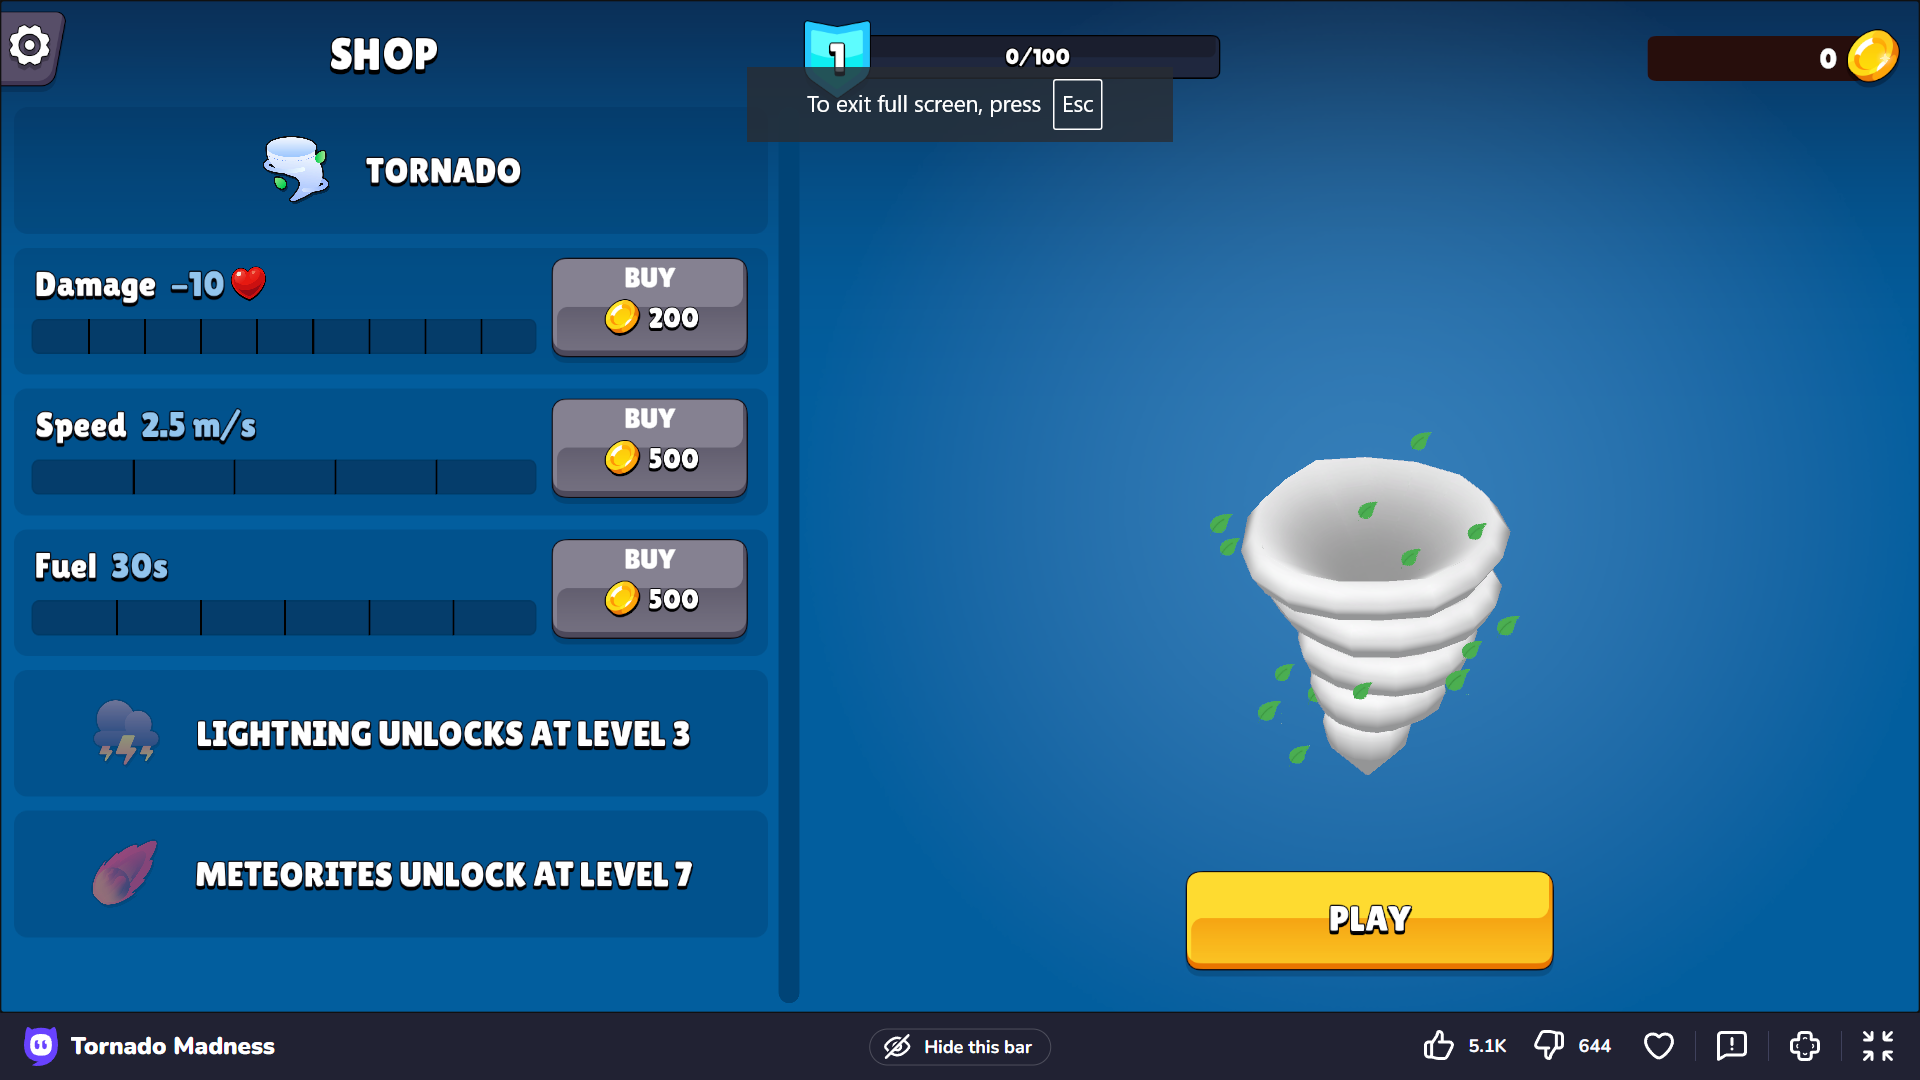 SHOP
1
0/100
0
To exit full screen, press Esc
TORNADO
Damage -10
BUY
200
Speed 2.5 m/s
BUY
500
Fuel 30s
BUY
500
LIGHTNING UNLOCKS AT LEVEL 3
METEORITES UNLOCK AT LEVEL 7
PLAY
Tornado Madness
Hide this bar
5.1K
644